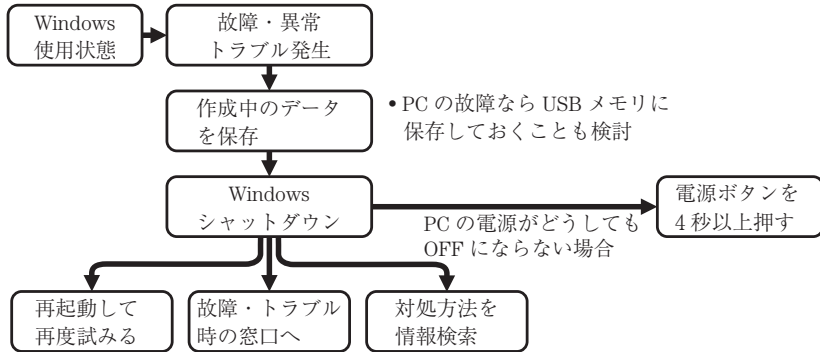 Windows
使用状態
故障・異常
トラブル発生
作成中のデータ
を保存
• PC の故障なら USB メモリに
保存しておくことも検討
Windows
シャットダウン
PC の電源がどうしても
OFF にならない場合
電源ボタンを
4 秒以上押す
再起動して
再度試みる
故障・トラブル
時の窓口へ
対処方法を
情報検索